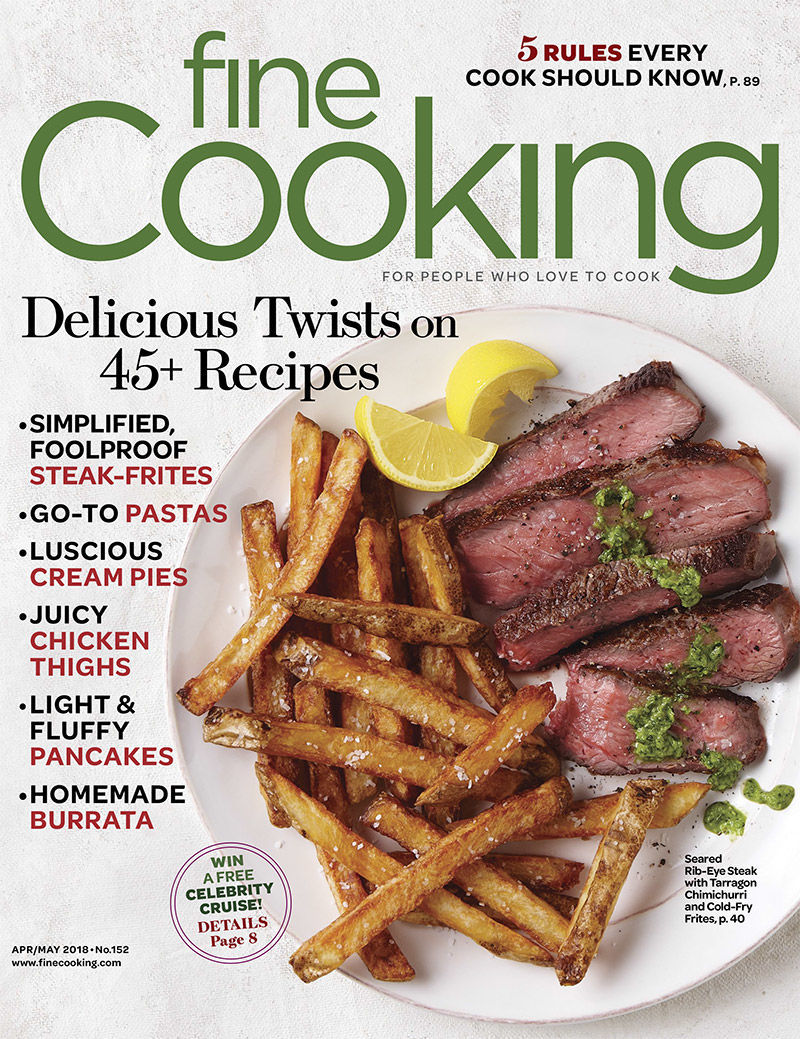 5 RULES EVERY
COOK SHOULD KNOW, P. 89
fine
Cooking
FOR PEOPLE WHO LOVE TO COOK
Delicious Twists on
45+ Recipes
•SIMPLIFIED,
FOOLPROOF
STEAK-FRITES
•GO-TO PASTAS
•LUSCIOUS
CREAM PIES
•JUICY
CHICKEN
THIGHS
•LIGHT &
FLUFFY
PANCAKES
•HOMEMADE
BURRATA
WIN
A FREE
CELEBRITY
CRUISE!
DETAILS
Page 8
Seared
Rib-Eye Steak
with Tarragon
Chimichurri
and Cold-Fry
Frites, p. 40
APR/MAY 2018 • No.152
www.finecooking.com